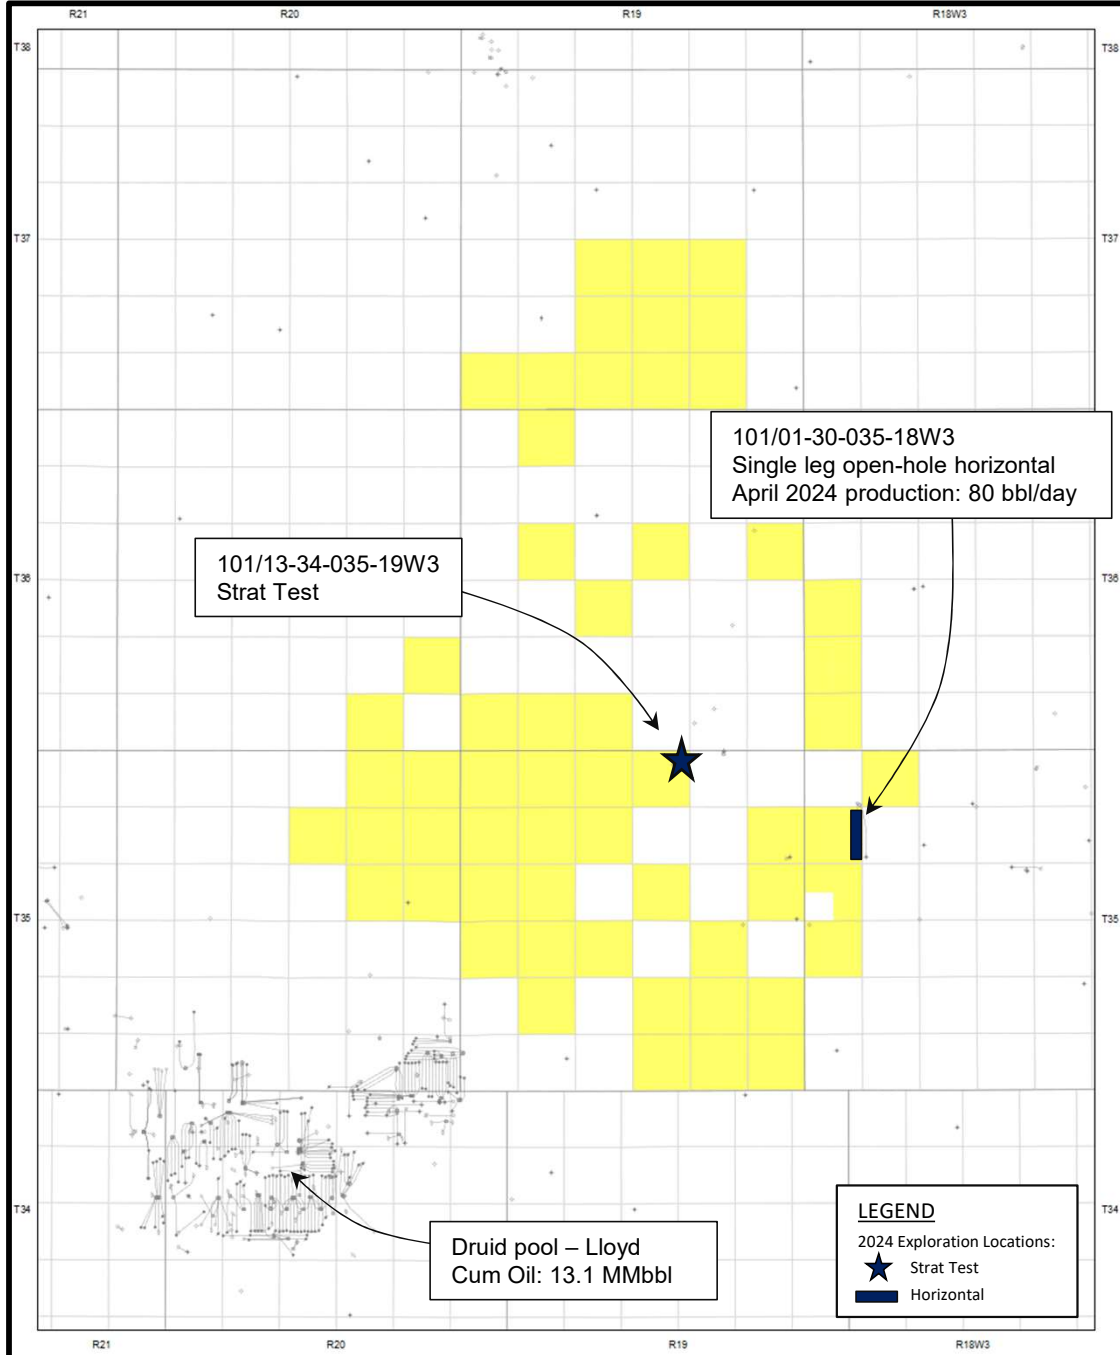 R21 R20 R19 R18W3
T38 T38
T37 T37
101/01-30-035-18W3
Single leg open-hole horizontal
April 2024 production: 80 bbl/day
101/13-34-035-19W3
Strat Test
T36 T36
T35 T35
T34 T34
Druid pool – Lloyd
Cum Oil: 13.1 MMbbl
LEGEND
2024 Exploration Locations:
Strat Test
Horizontal
R21 R20 R19 R18W3